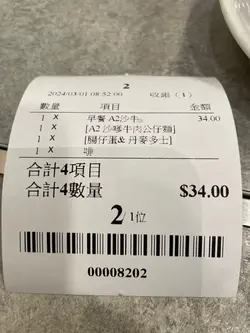 2
2024/03/01 08:52:00 收銀 (1)
數量 項目 金額
1 X 早餐 A2沙牛 34.00
1 X [A2 沙嗲牛肉公仔麵]
1 X [腸仔蛋& 丹麥多士]
1 X
合計4項目
合計4數量 $34.00
2/1位
00008202